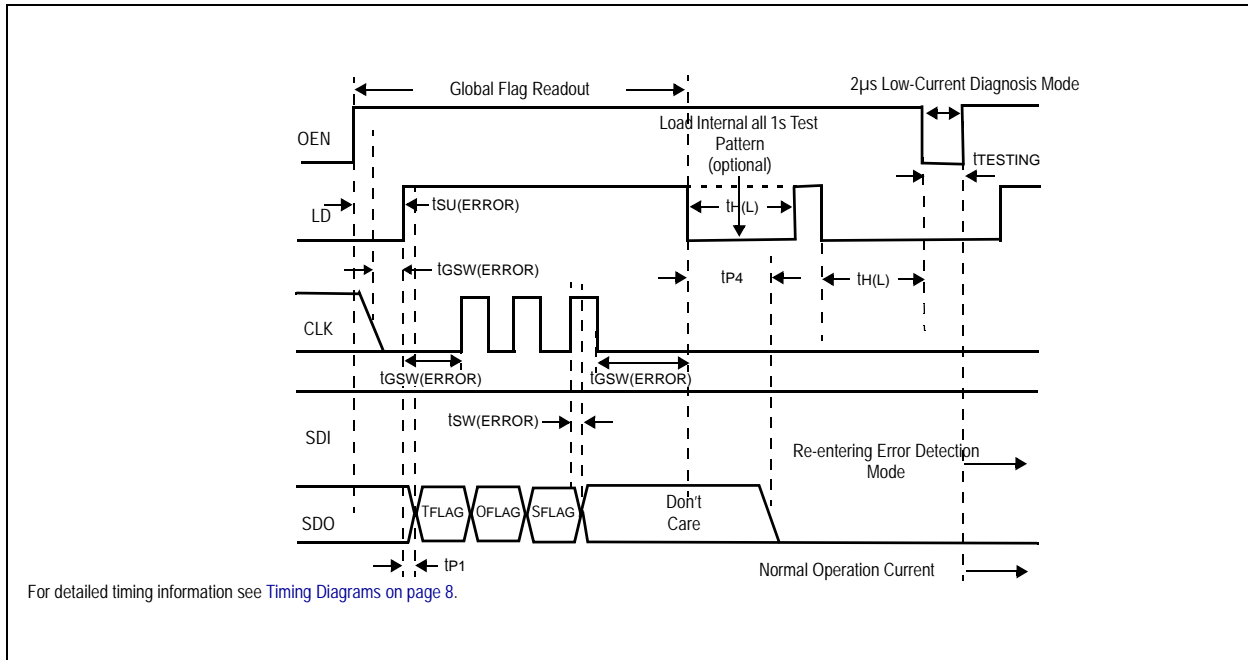 2µs Low-Current Diagnosis Mode
Global Flag Readout
Load Internal all 1s Test
Pattern
(optional)
OEN
tTESTING
tSU(ERROR)
tH(L)
LD
tGSW(ERROR)
tP4
tH(L)
CLK
tGSW(ERROR)
tGSW(ERROR)
tSW(ERROR)
SDI
Re-entering Error Detection
Mode
TFLAG
OFLAG
SFLAG
Don't
Care
SDO
tP1
Normal Operation Current
For detailed timing information see Timing Diagrams on page 8.